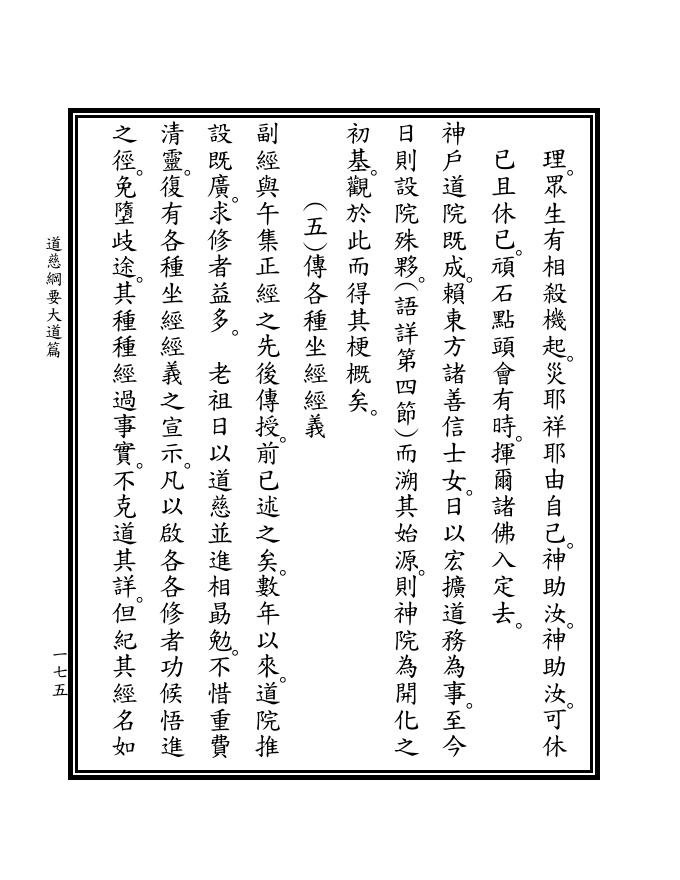 理。眾生有相殺機起。災耶祥耶由自己。神助汝。神助汝。可休
已且休已。頑石點頭會有時。揮爾諸佛入定去。
神戶道院既成。賴東方諸善信士女。日以宏擴道務為事。至今
日則設院殊夥。(語詳第四節)而溯其始源。則神院為開化之
初基。觀於此而得其梗概矣。
(五)傳各種坐經經義
副經與午集正經之先後傳授。前已述之矣。數年以來。道院推
設既廣。求修者益多。　老祖日以道慈並進相勗勉。不惜重費
清靈。復有各種坐經經義之宣示。凡以啟各各修者功候悟進
之徑。免墮歧途。其種種經過事實。不克道其詳。但紀其經名如
道慈綱要大道篇
一七五